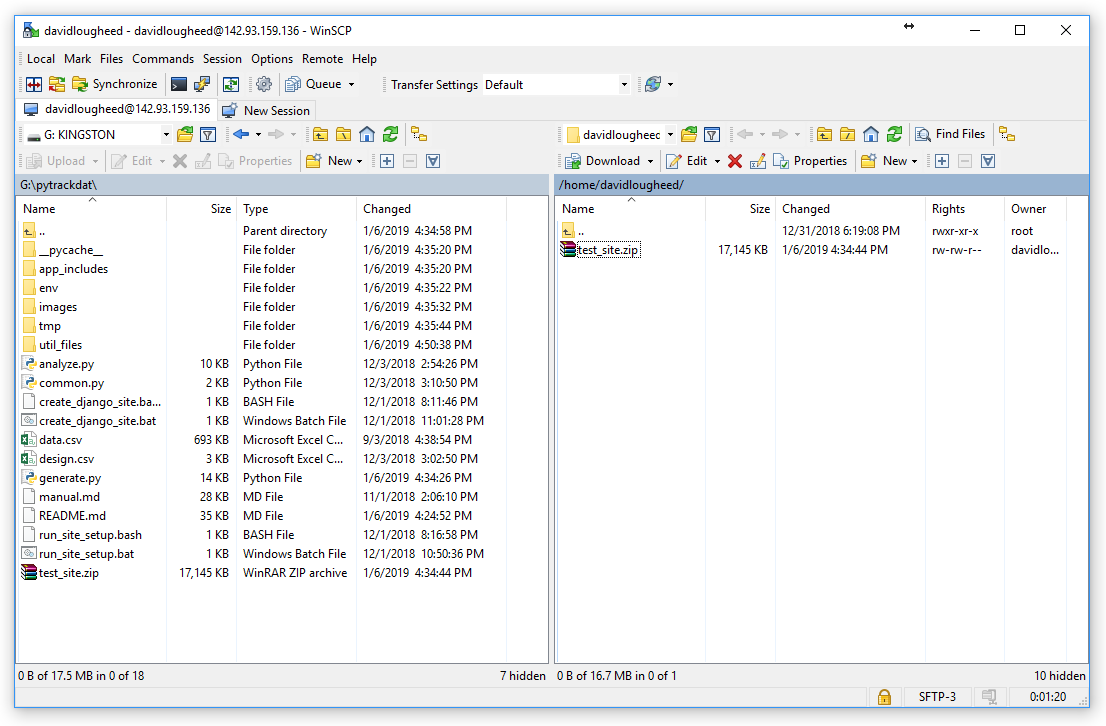 davidlougheed - davidlougheed@142.93.159.136 - WinSCP
Local Mark Files Commands Session Options Remote Help
Synchronize Queue Transfer Settings Default
davidlougheed@142.93.159.136 New Session
G: KINGSTON davidlougheec Find Files
Upload Edit Properties New Download Edit Properties New
G:\pytrackdat\ /home/davidlougheed/
Name Size Type Changed Name Size Changed Rights Owner
.. Parent directory 1/6/2019 4:34:58 PM .. 12/31/2018 6:19:08 PM rwxr-xr-x root
__pycache__ File folder 1/6/2019 4:35:20 PM test_site.zip 17,145 KB 1/6/2019 4:34:44 PM rw-rw-r-- davidlo...
app_includes File folder 1/6/2019 4:35:20 PM
env File folder 1/6/2019 4:35:22 PM
images File folder 1/6/2019 4:35:32 PM
tmp File folder 1/6/2019 4:35:44 PM
util_files File folder 1/6/2019 4:50:38 PM
analyze.py 10 KB Python File 12/3/2018 2:54:26 PM
common.py 2 KB Python File 12/3/2018 3:10:50 PM
create_django_site.ba... 1 KB BASH File 12/1/2018 8:11:46 PM
create_django_site.bat 1 KB Windows Batch File 12/1/2018 11:01:28 PM
data.csv 693 KB Microsoft Excel C... 9/3/2018 4:38:54 PM
design.csv 3 KB Microsoft Excel C... 12/3/2018 3:02:50 PM
generate.py 14 KB Python File 1/6/2019 4:34:26 PM
manual.md 28 KB MD File 11/1/2018 2:06:10 PM
README.md 35 KB MD File 1/6/2019 4:24:52 PM
run_site_setup.bash 1 KB BASH File 12/1/2018 8:16:58 PM
run_site_setup.bat 1 KB Windows Batch File 12/1/2018 10:50:36 PM
test_site.zip 17,145 KB WinRAR ZIP archive 1/6/2019 4:34:44 PM
0 B of 17.5 MB in 0 of 18 7 hidden 0 B of 16.7 MB in 0 of 1 10 hidden
SFTP-3 0:01:20